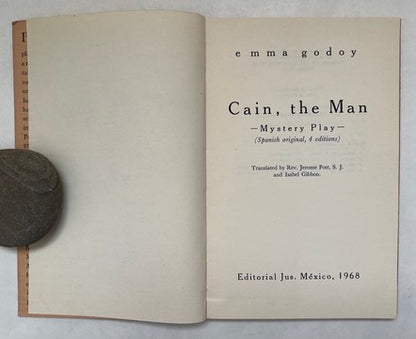 emma godoy
Cain, the Man
—Mystery Play—
(Spanish original, 4 editions)
Translated by Rev. Jerome Post, S. J.
and Isabel Gibbon.
Editorial Jus. México, 1968